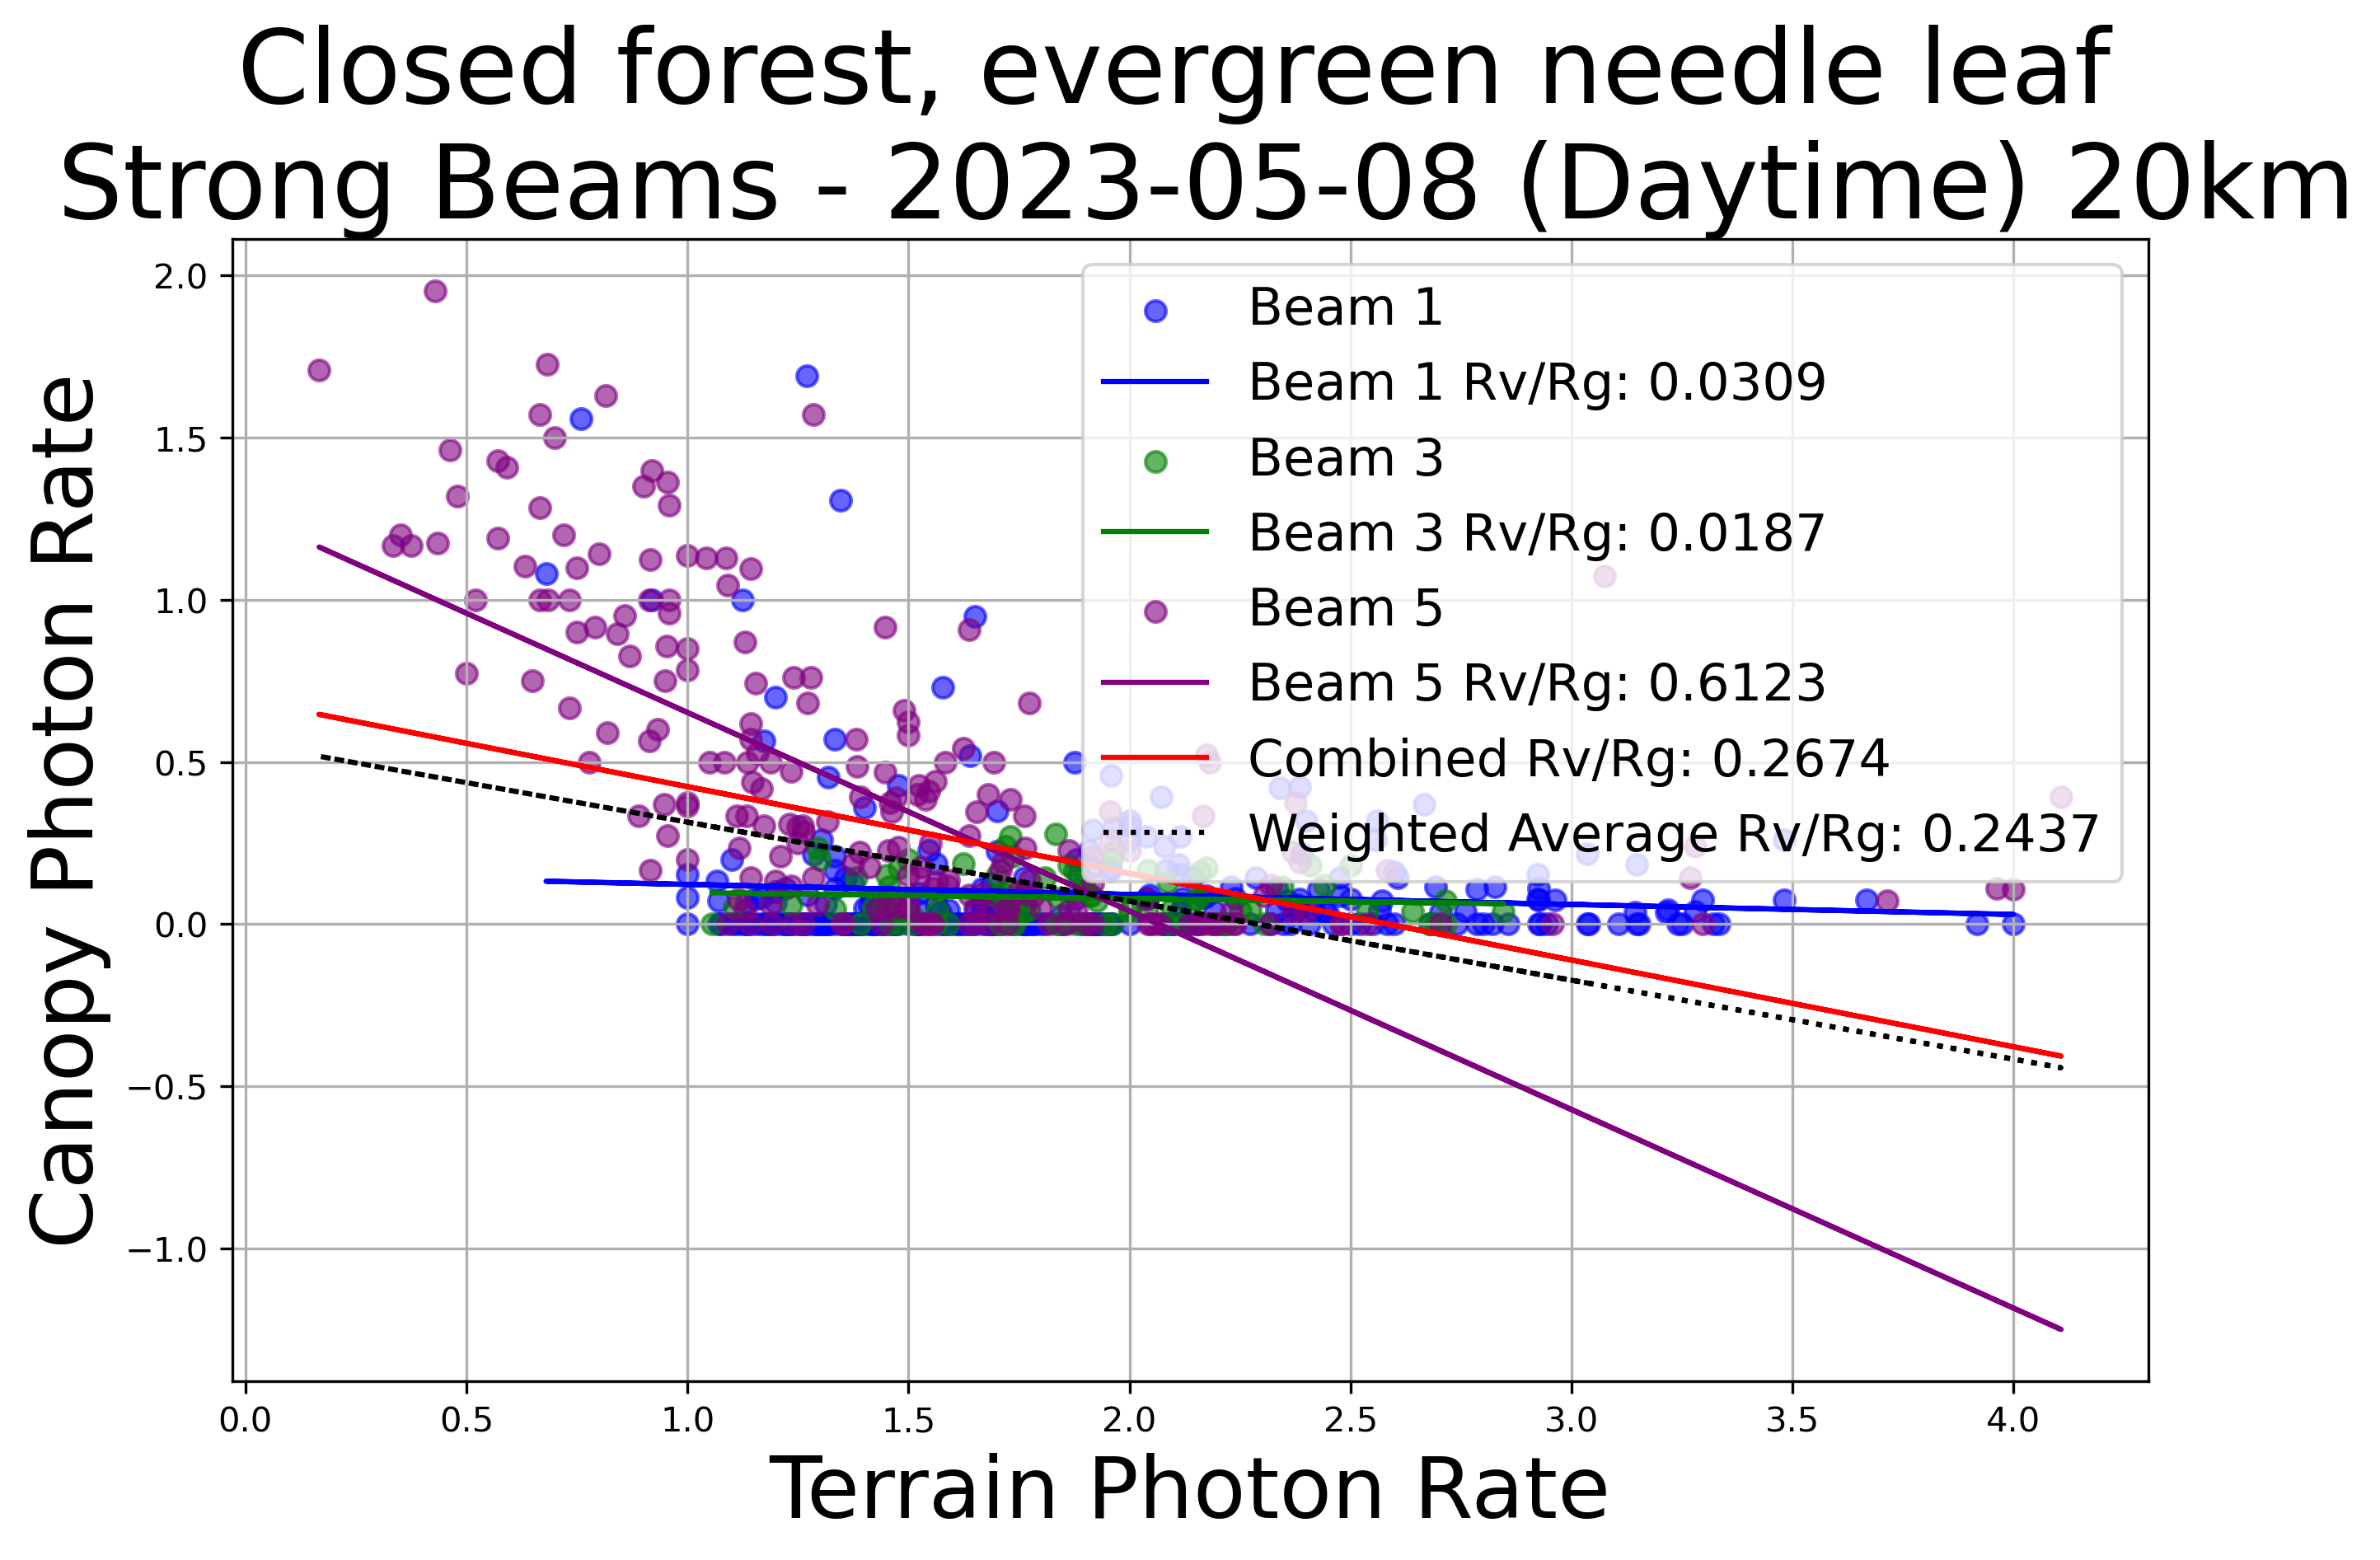 Closed forest, evergreen needle leaf
Strong Beams - 2023-05-08 (Daytime) 20km
Canopy Photon Rate
2.0
1.5
1.0
0.5
0.0
−0.5
−1.0
Beam 1
Beam 1 Rv/Rg: 0.0309
Beam 3
Beam 3 Rv/Rg: 0.0187
Beam 5
Beam 5 Rv/Rg: 0.6123
Combined Rv/Rg: 0.2674
Weighted Average Rv/Rg: 0.2437
0.0 0.5 1.0 1.5 2.0 2.5 3.0 3.5 4.0
Terrain Photon Rate